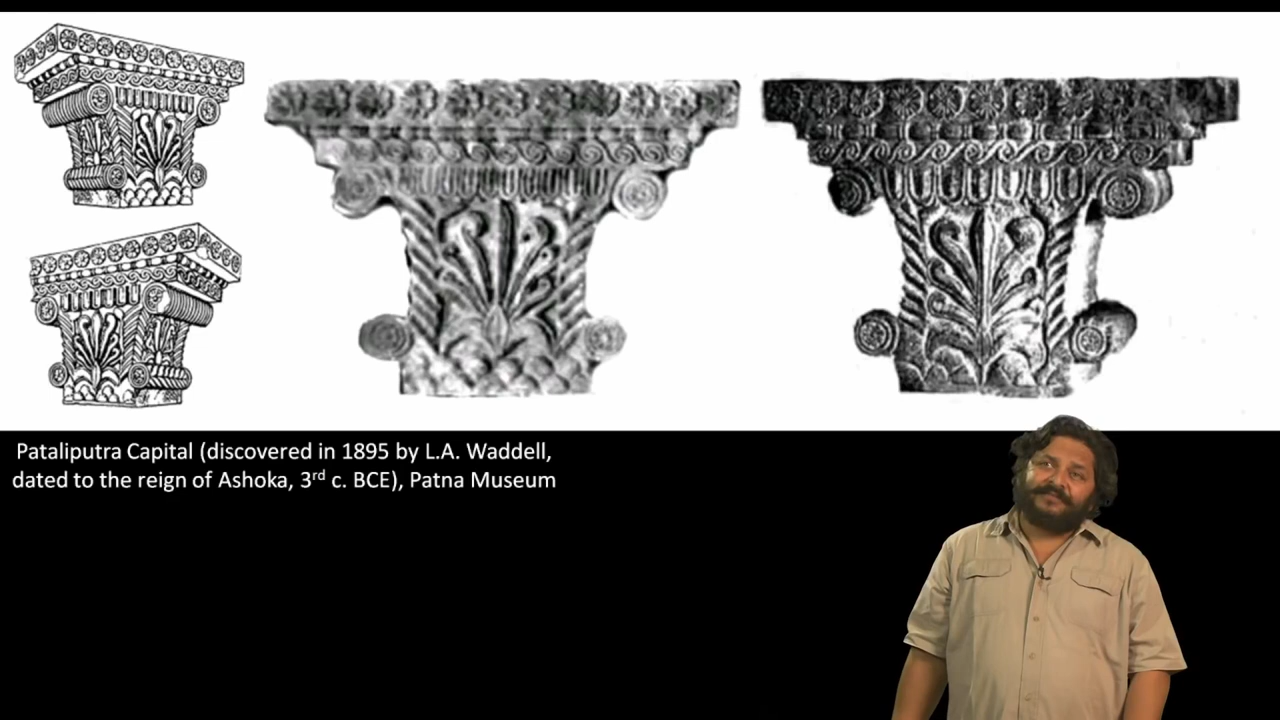 Pataliputra Capital (discovered in 1895 by L.A. Waddell,
dated to the reign of Ashoka, 3rd c. BCE), Patna Museum